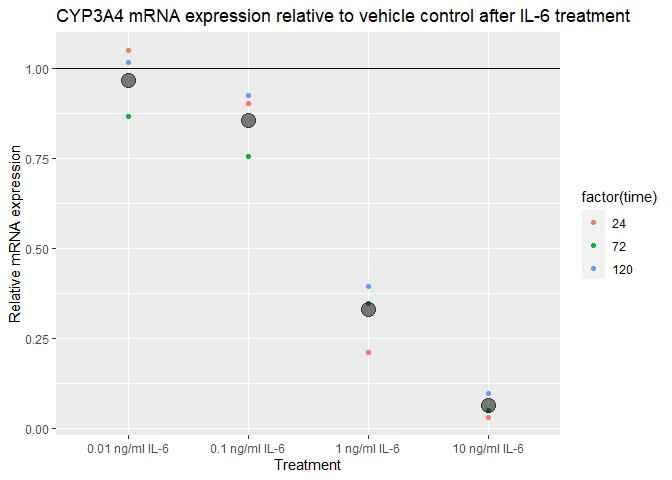 CYP3A4 mRNA expression relative to vehicle control after IL-6 treatment
1.00
0.75
0.50
0.25
0.00
Relative mRNA expression
0.01 ng/ml IL-6
0.1 ng/ml IL-6
1 ng/ml IL-6
10 ng/ml IL-6
Treatment
factor(time)
24
72
120